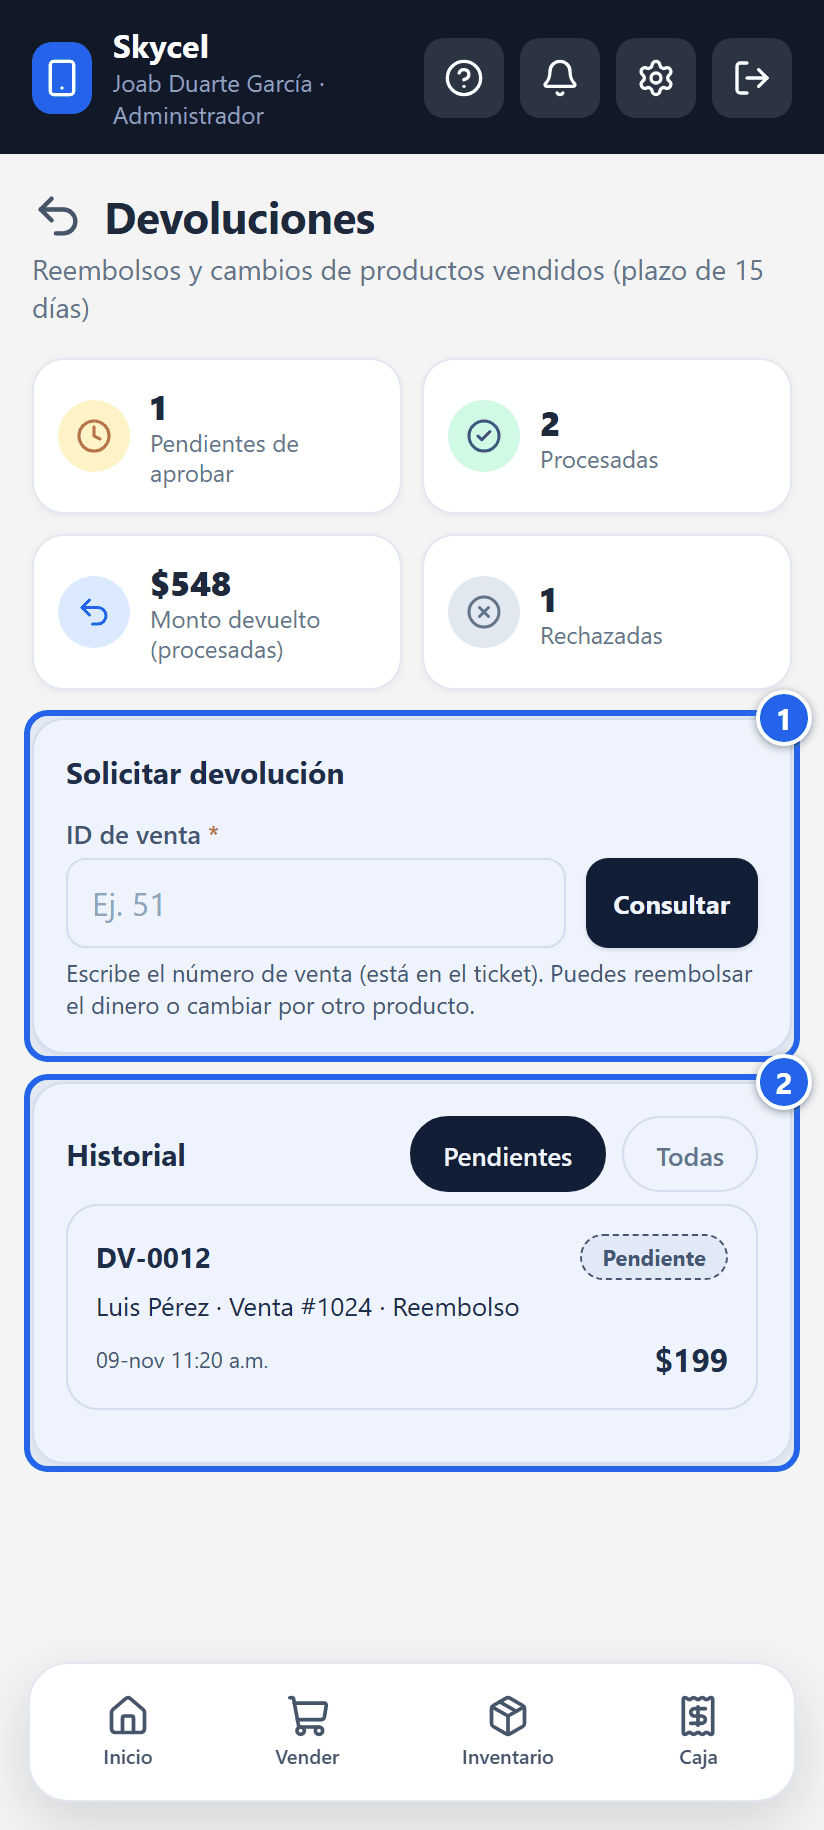 Skycel
Joab Duarte García ·
Administrador
Devoluciones
Reembolsos y cambios de productos vendidos (plazo de 15
días)
1
Pendientes de
aprobar
2
Procesadas
$548
Monto devuelto
(procesadas)
1
Rechazadas
1
Solicitar devolución
ID de venta *
Ej. 51
Consultar
Escribe el número de venta (está en el ticket). Puedes reembolsar
el dinero o cambiar por otro producto.
2
Historial
Pendientes
Todas
DV-0012
Pendiente
Luis Pérez · Venta #1024 · Reembolso
09-nov 11:20 a.m.
$199
Inicio
Vender
Inventario
Caja